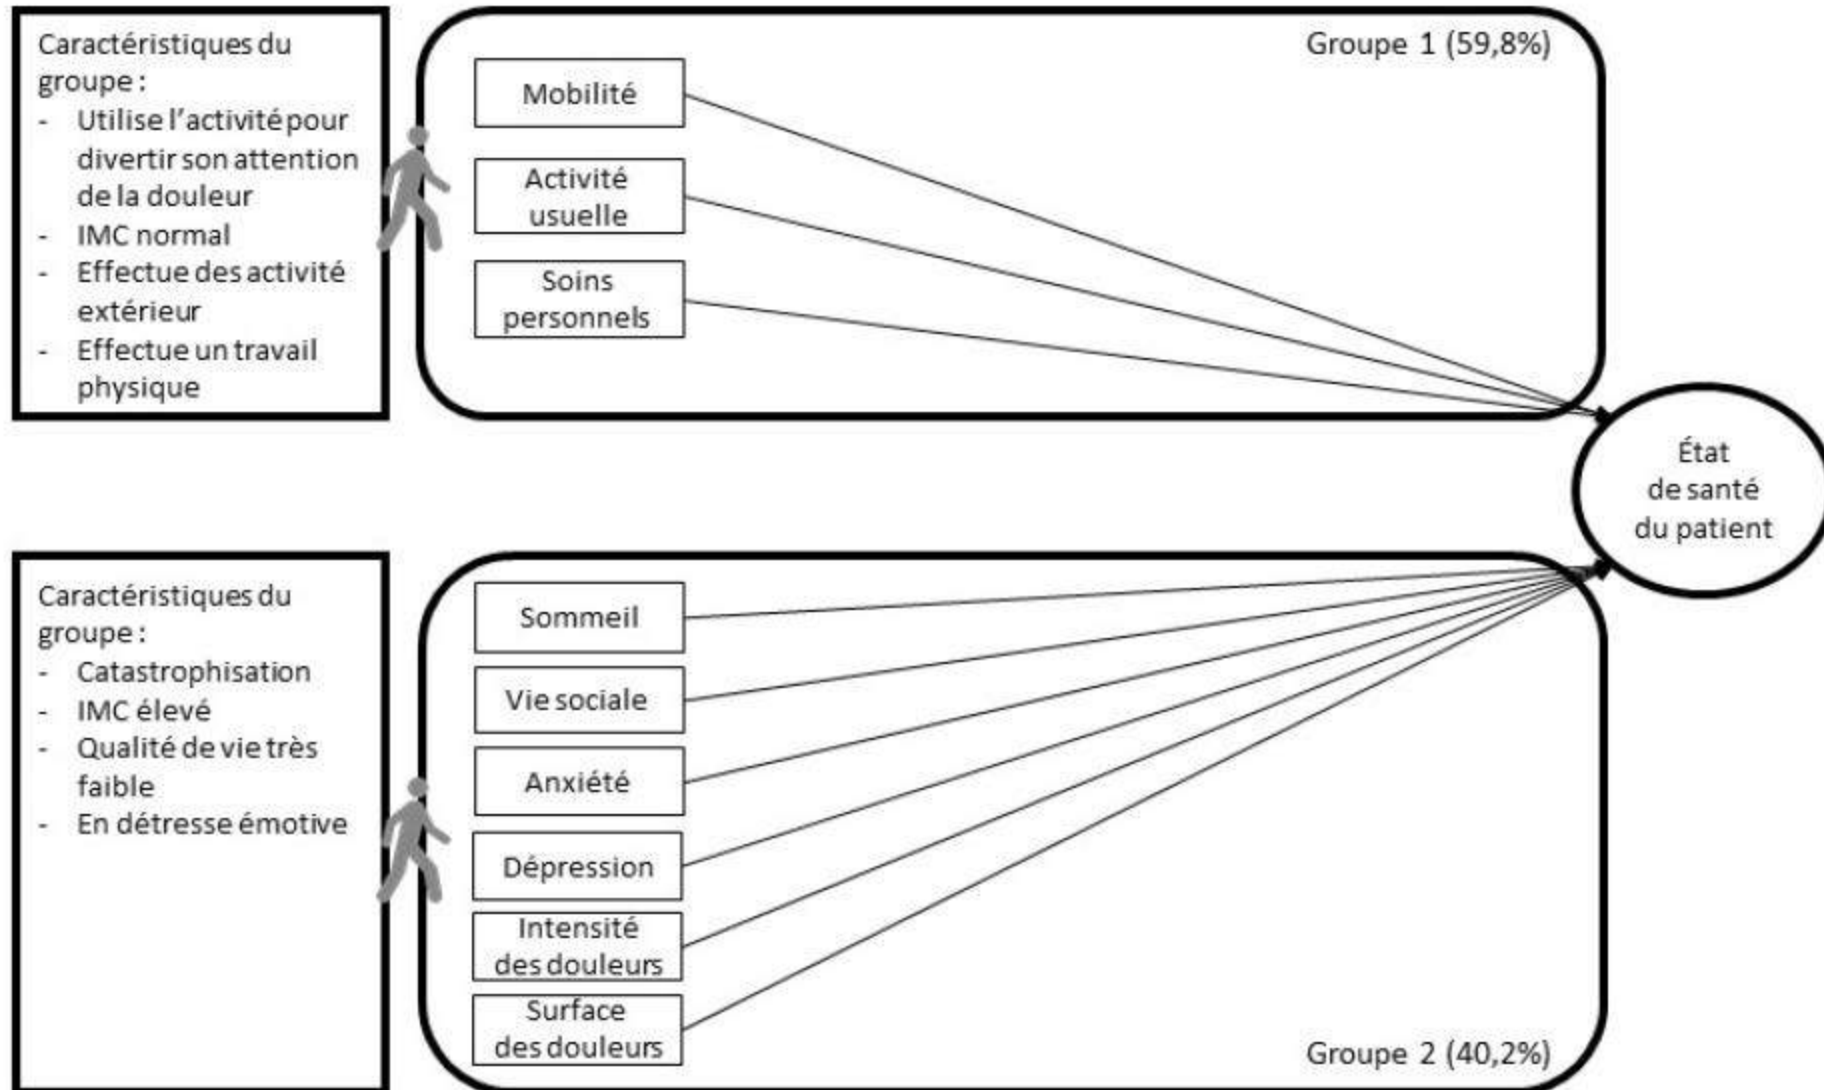 Caractéristiques du
groupe :
- Utilise l'activité pour
divertir son attention
de la douleur
- IMC normal
- Effectue des activité
extérieur
- Effectue un travail
physique
Groupe 1 (59,8%)
Mobilité
Activité
usuelle
Soins
personnels
État
de santé
du patient
Caractéristiques du
groupe :
- Catastrophisation
- IMC élevé
- Qualité de vie très
faible
- En détresse émotive
Sommeil
Vie sociale
Anxiété
Dépression
Intensité
des douleurs
Surface
des douleurs
Groupe 2 (40,2%)